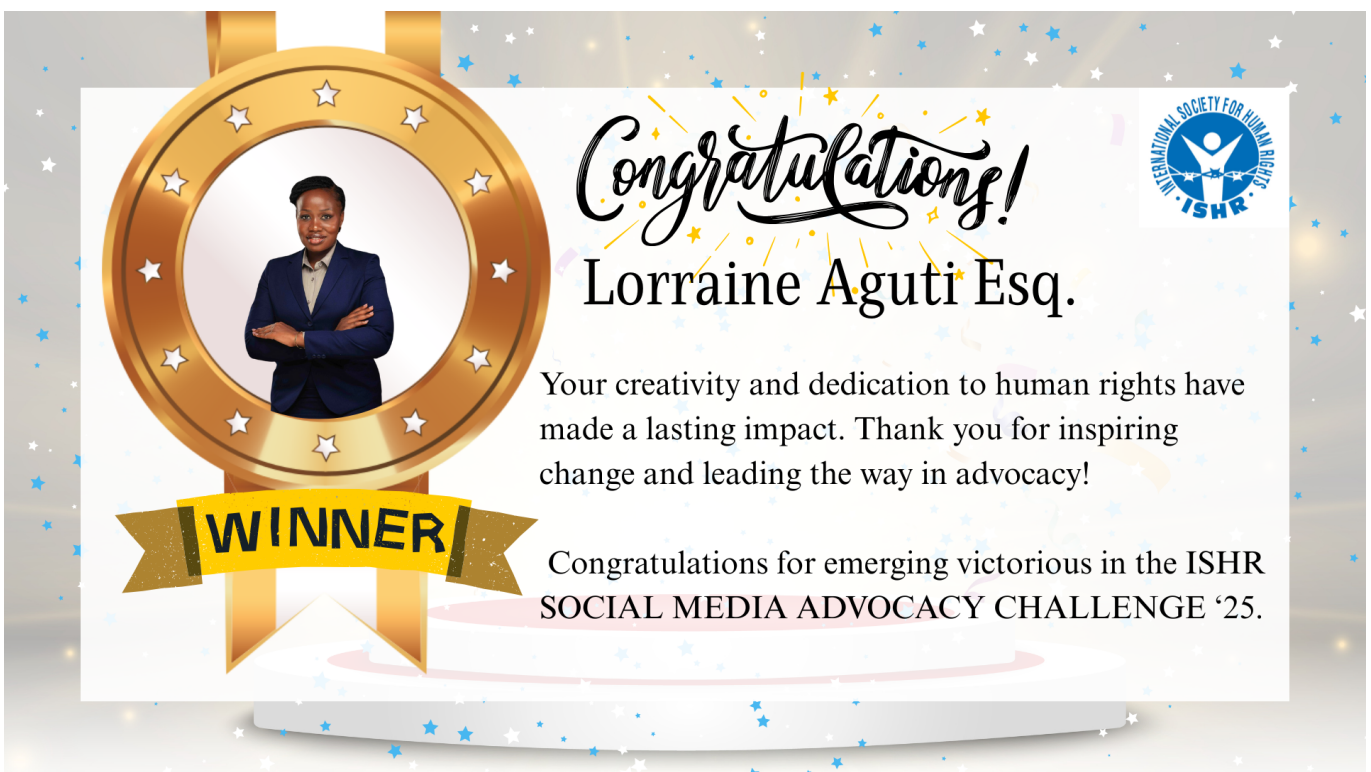 Congratulations!
Lorraine Aguti Esq.
INTERNATIONAL SOCIETY FOR HUMAN RIGHTS
ISHR
Your creativity and dedication to human rights have
made a lasting impact. Thank you for inspiring
change and leading the way in advocacy!
WINNER
Congratulations for emerging victorious in the ISHR
SOCIAL MEDIA ADVOCACY CHALLENGE ‘25.